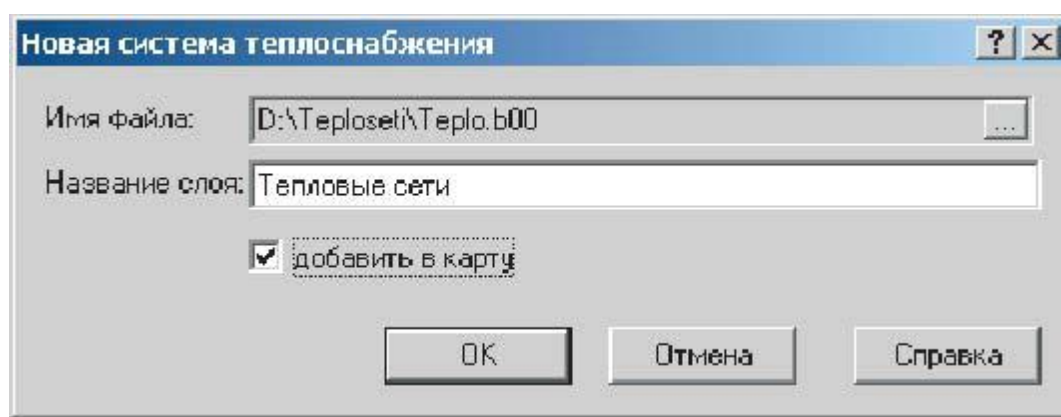 Новая система теплоснабжения
Имя файла: D:\Teploseti\Teplo.b00 ...
Название слоя: Тепловые сети
добавить в карту
OK Отмена Справка